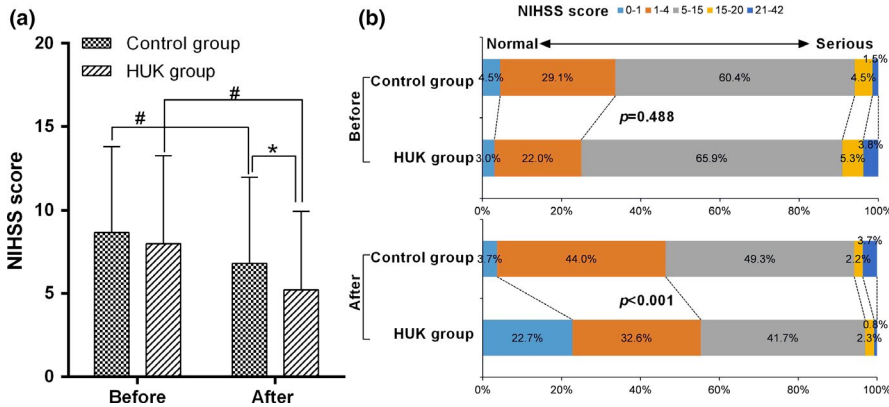 (a)
20
15
10
5
0
NIHSS score
Control group
HUK group
#
#
*
Before
After
(b)
NIHSS score 0-1 1-4 5-15 15-20 21-42
Normal Serious
Before
Control group
4.5% 29.1% 60.4% 4.5% 1.5%
p=0.488
HUK group
3.0% 22.0% 65.9% 5.3% 3.8%
0% 20% 40% 60% 80% 100%
After
Control group
3.7% 44.0% 49.3% 2.2% 3.7%
p<0.001
HUK group
22.7% 32.6% 41.7% 2.3% 0.8%
0% 20% 40% 60% 80% 100%